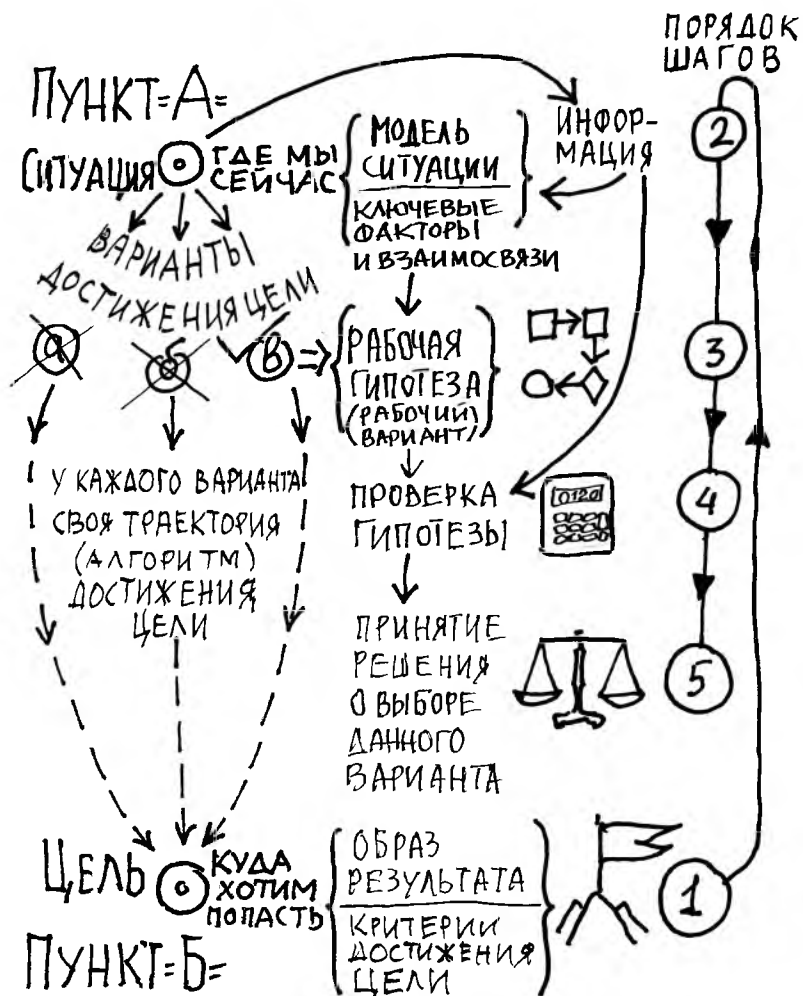 ПОРЯДОК
ШАГОВ
ПУНКТ=А=
СИТУАЦИЯ
ГДЕ МЫ
СЕЙЧАС
МОДЕЛЬ
СИТУАЦИИ
КЛЮЧЕВЫЕ
ФАКТОРЫ
И ВЗАИМОСВЯЗИ
ИНФОР-
МАЦИЯ
2
ВАРИАНТЫ
ДОСТИЖЕНИЯ ЦЕЛИ
а
б
в
РАБОЧАЯ
ГИПОТЕЗА
(РАБОЧИЙ)
(ВАРИАНТ)
3
У КАЖДОГО ВАРИАНТА
СВОЯ ТРАЕКТОРИЯ
(АЛГОРИТМ)
ДОСТИЖЕНИЯ
ЦЕЛИ
ПРОВЕРКА
ГИПОТЕЗЫ
0120
4
ПРИНЯТИЕ
РЕШЕНИЯ
О ВЫБОРЕ
ДАННОГО
ВАРИАНТА
5
ЦЕЛЬ
КУДА
ХОТИМ
ПОПАСТЬ
ОБРАЗ
РЕЗУЛЬТАТА
КРИТЕРИИ
ДОСТИЖЕНИЯ
ЦЕЛИ
1
ПУНКТ=Б=